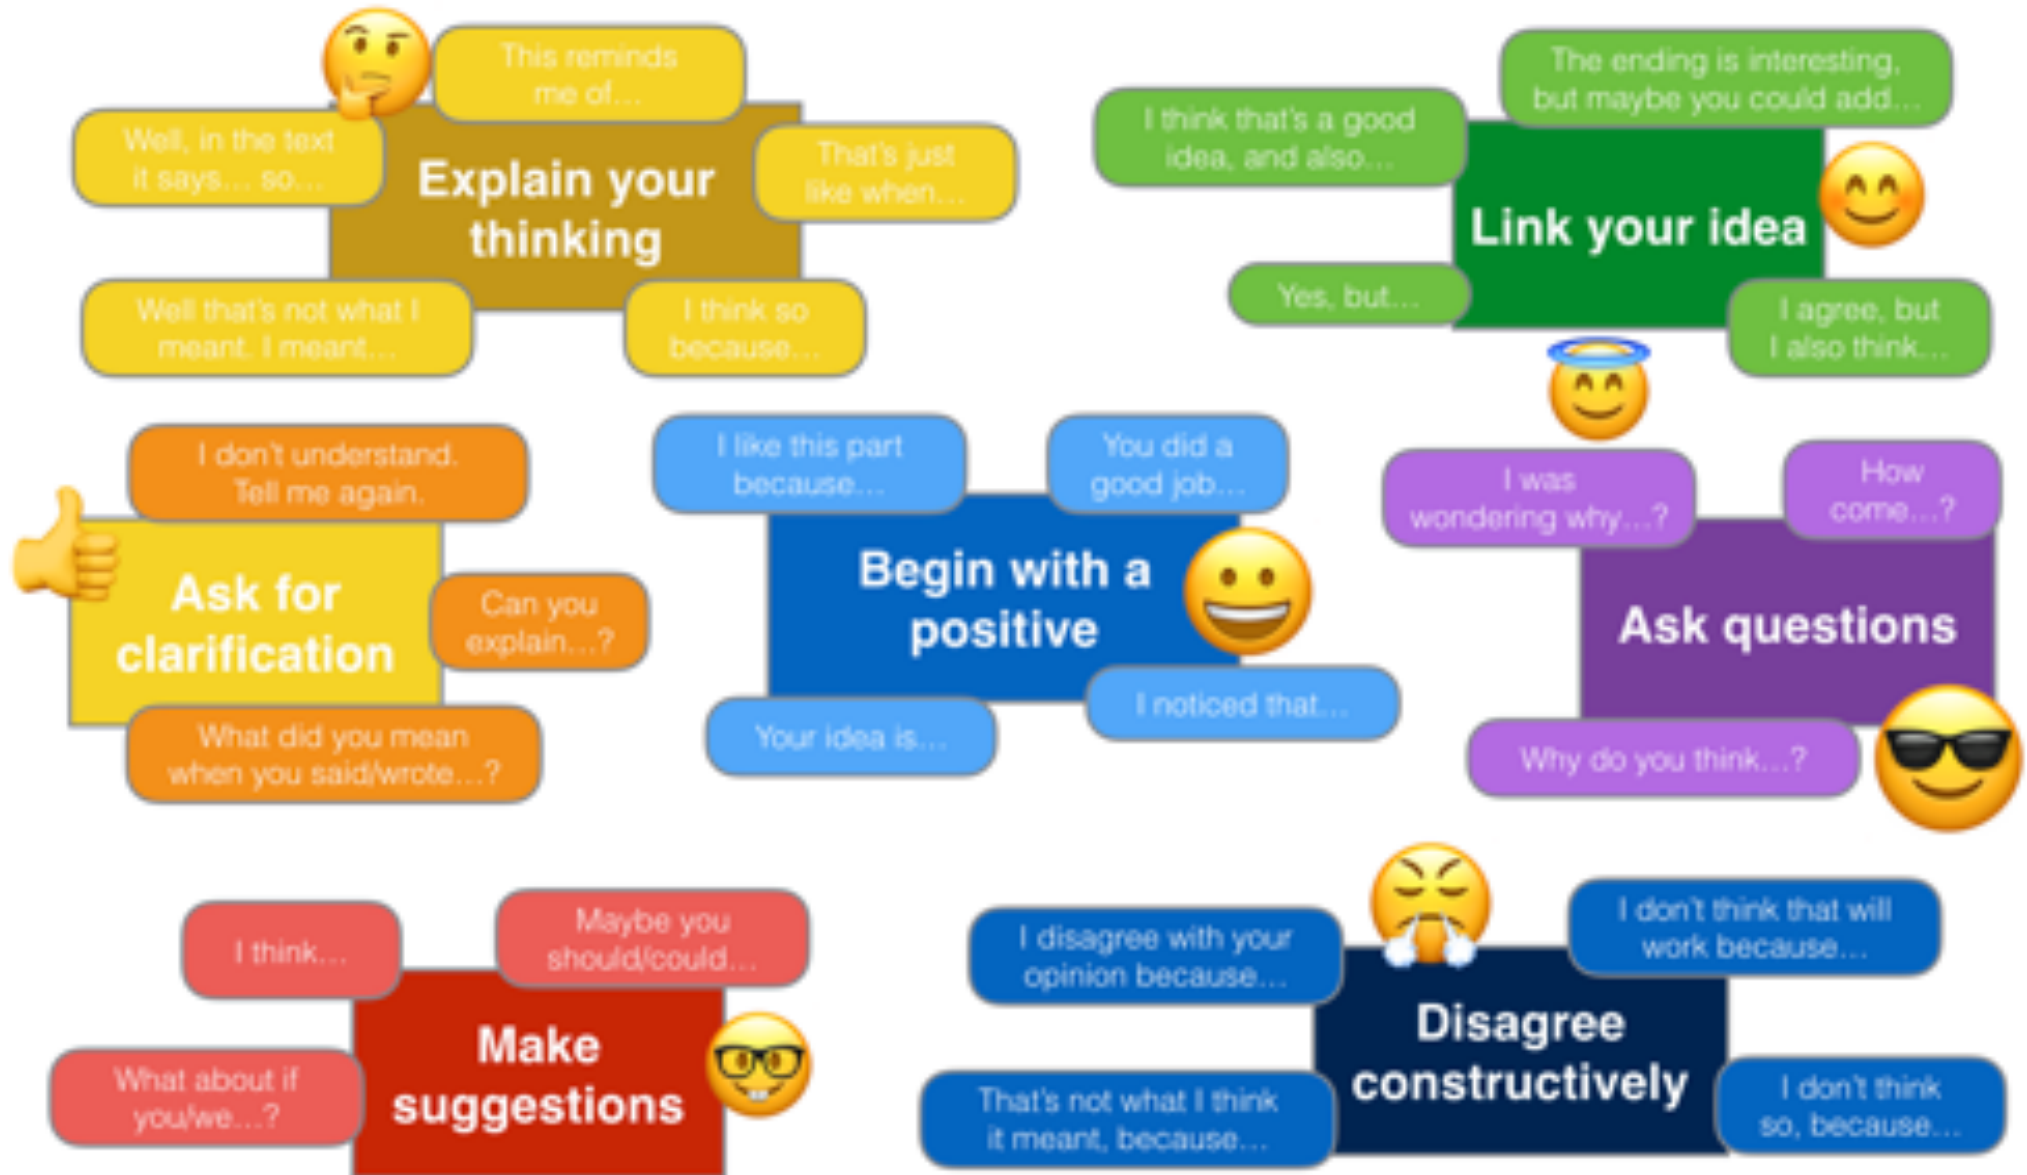 This reminds
me of...
Well, in the text
it says... so...
Explain your
thinking
That's just
like when...
Well that's not what I
meant. I meant...
I think so
because...
The ending is interesting,
but maybe you could add...
I think that's a good
idea, and also...
Link your idea
Yes, but...
I agree, but
I also think...
I don't understand.
Tell me again.
Ask for
clarification
Can you
explain...?
What did you mean
when you said/wrote...?
I like this part
because...
You did a
good job...
Begin with a
positive
I noticed that...
Your idea is...
I was
wondering why...?
How
come...?
Ask questions
Why do you think...?
I think...
Maybe you
should/could...
Make
suggestions
What about if
you/we...?
I disagree with your
opinion because...
I don't think that will
work because...
Disagree
constructively
That's not what I think
it meant, because...
I don't think
so, because...